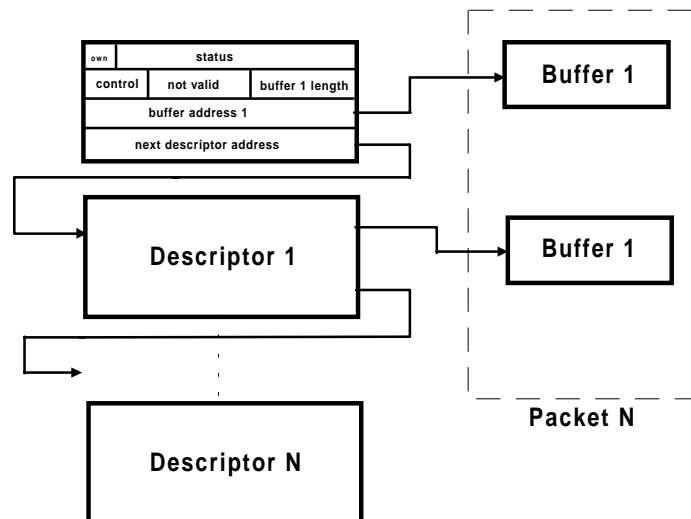 own status
control not valid buffer 1 length
buffer address 1
next descriptor address
Buffer 1
Descriptor 1
Buffer 1
Descriptor N
Packet N